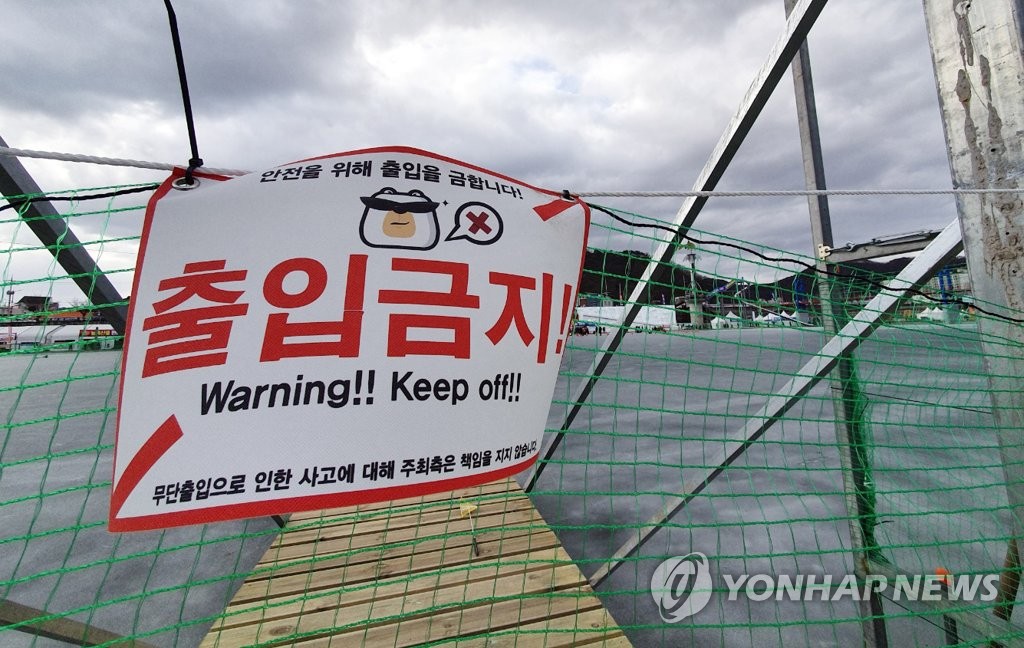 안전을 위해 출입을 금합니다!
출입금지!
Warning!! Keep off!!
무단출입으로 인한 사고에 대해 주최측은 책임을 지지 않습니다.
YONHAP NEWS